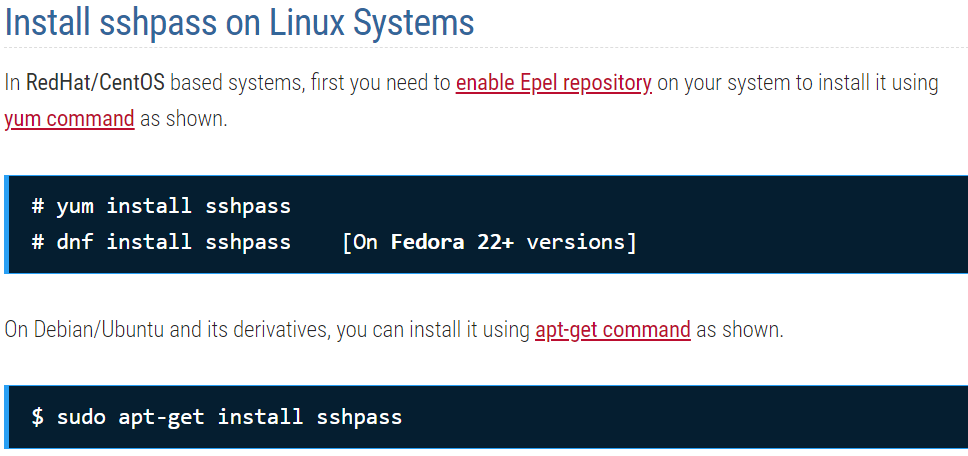 Install sshpass on Linux Systems
In RedHat/CentOS based systems, first you need to enable Epel repository on your system to install it using
yum command as shown.
# yum install sshpass
# dnf install sshpass    [On Fedora 22+ versions]
On Debian/Ubuntu and its derivatives, you can install it using apt-get command as shown.
$ sudo apt-get install sshpass